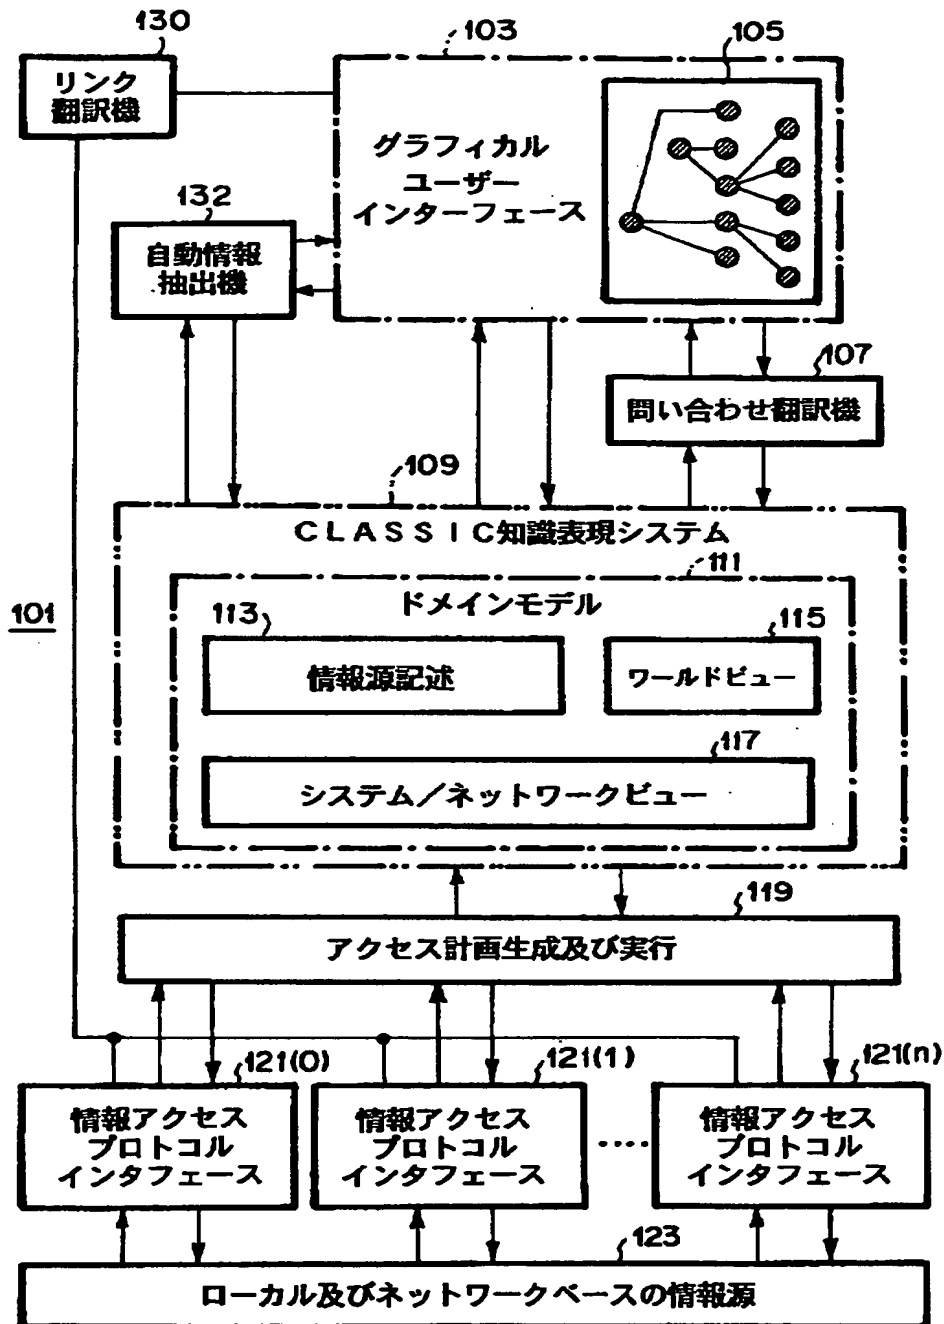 130
リンク
翻訳機
103
105
グラフィカル
ユーザー
インターフェース
132
自動情報
抽出機
107
問い合わせ翻訳機
109
CLASSIC知識表現システム
111
ドメインモデル
101
113
情報源記述
115
ワールドビュー
117
システム/ネットワークビュー
119
アクセス計画生成及び実行
121(0)
情報アクセス
プロトコル
インタフェース
121(1)
情報アクセス
プロトコル
インタフェース
....
121(n)
情報アクセス
プロトコル
インタフェース
123
ローカル及びネットワークベースの情報源